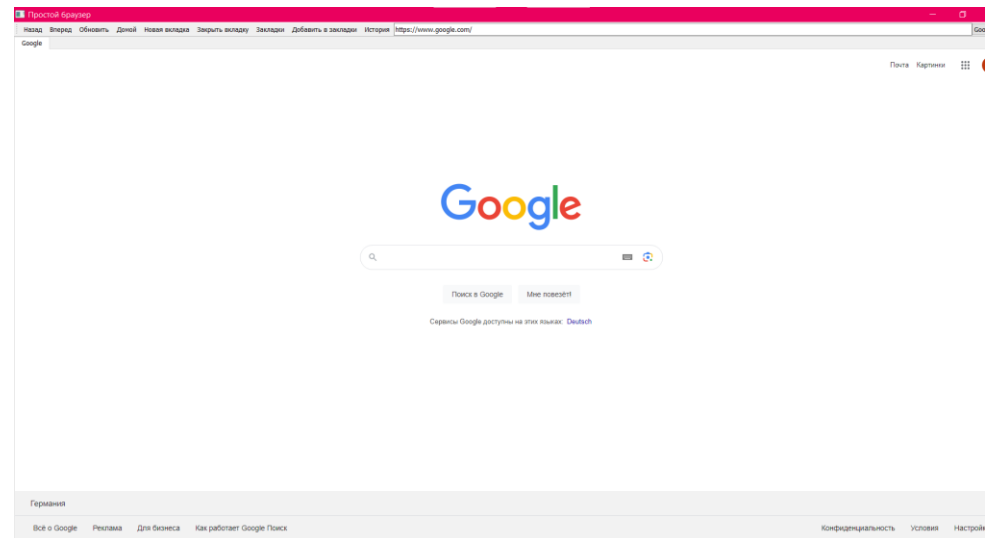 Простой браузер
Назад Вперед Обновить Домой Новая вкладка Закрыть вкладку Закладки Добавить в закладки История https://www.google.com/ Goo
Google
Почта Картинки
Google
Поиск в Google Мне повезёт!
Сервисы Google доступны на этих языках: Deutsch
Германия
Всё о Google Реклама Для бизнеса Как работает Google Поиск Конфиденциальность Условия Настройк